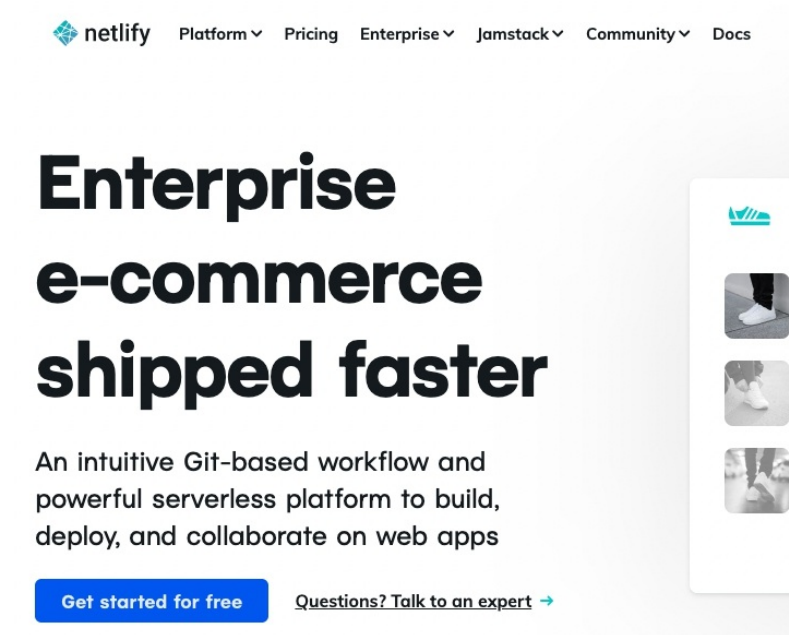 netlify Platform Pricing Enterprise Jamstack Community Docs
Enterprise
e-commerce
shipped faster
An intuitive Git-based workflow and
powerful serverless platform to build,
deploy, and collaborate on web apps
Get started for free Questions? Talk to an expert →